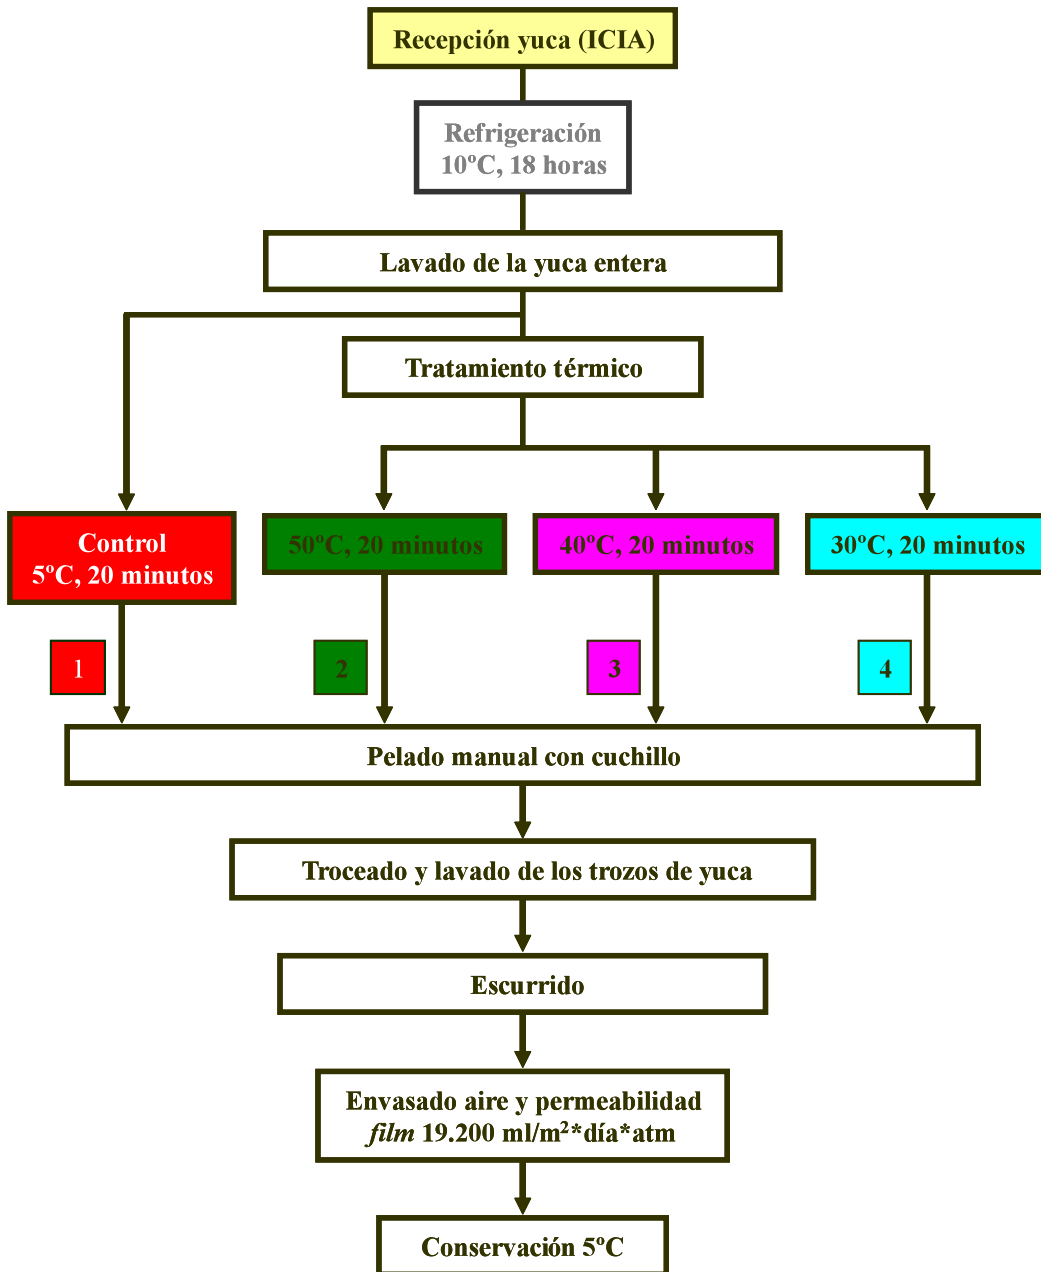 Recepción yuca (ICIA)
Refrigeración
10ºC, 18 horas
Lavado de la yuca entera
Tratamiento térmico
Control
5ºC, 20 minutos
50ºC, 20 minutos
40ºC, 20 minutos
30ºC, 20 minutos
1
2
3
4
Pelado manual con cuchillo
Troceado y lavado de los trozos de yuca
Escurrido
Envasado aire y permeabilidad
film 19.200 ml/m²*día*atm
Conservación 5ºC